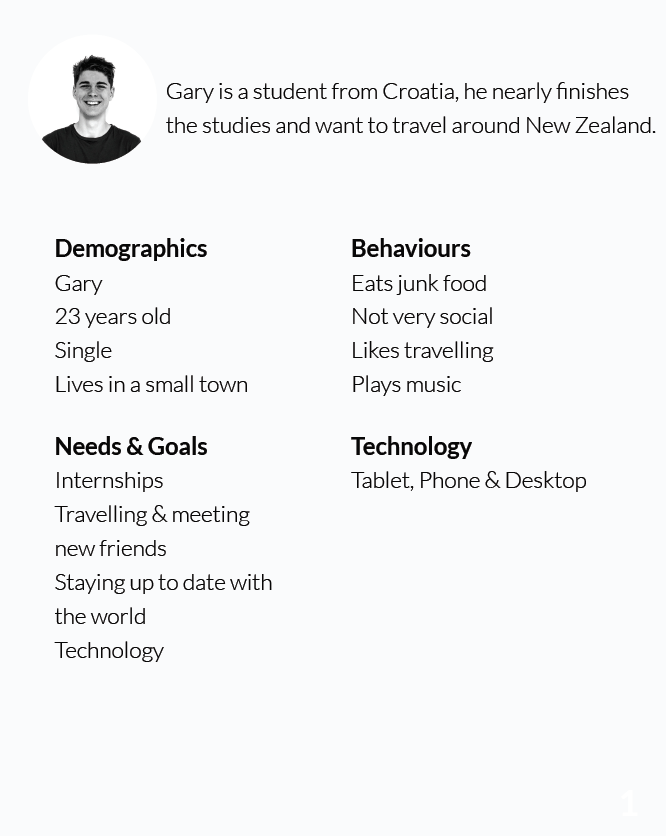 Gary is a student from Croatia, he nearly finishes
the studies and want to travel around New Zealand.
Demographics
Gary
23 years old
Single
Lives in a small town
Behaviours
Eats junk food
Not very social
Likes travelling
Plays music
Needs & Goals
Internships
Travelling & meeting
new friends
Staying up to date with
the world
Technology
Technology
Tablet, Phone & Desktop
1